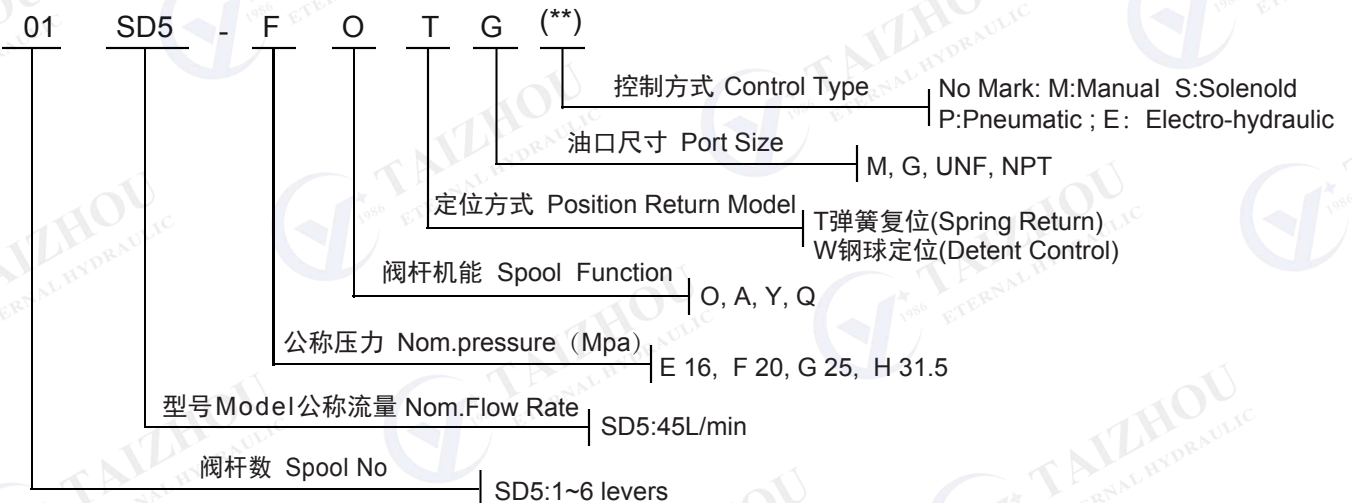 01 SD5 - F O T G (**)
控制方式 Control Type
No Mark: M:Manual S:Solenold
P:Pneumatic ; E：Electro-hydraulic
油口尺寸 Port Size
M, G, UNF, NPT
定位方式 Position Return Model
T弹簧复位(Spring Return)
W钢球定位(Detent Control)
阀杆机能 Spool Function
O, A, Y, Q
公称压力 Nom.pressure（Mpa）
E 16, F 20, G 25, H 31.5
型号Model公称流量 Nom.Flow Rate
SD5:45L/min
阀杆数 Spool No
SD5:1~6 levers
TAIZHOU
ETERNAL HYDRAULIC
1986